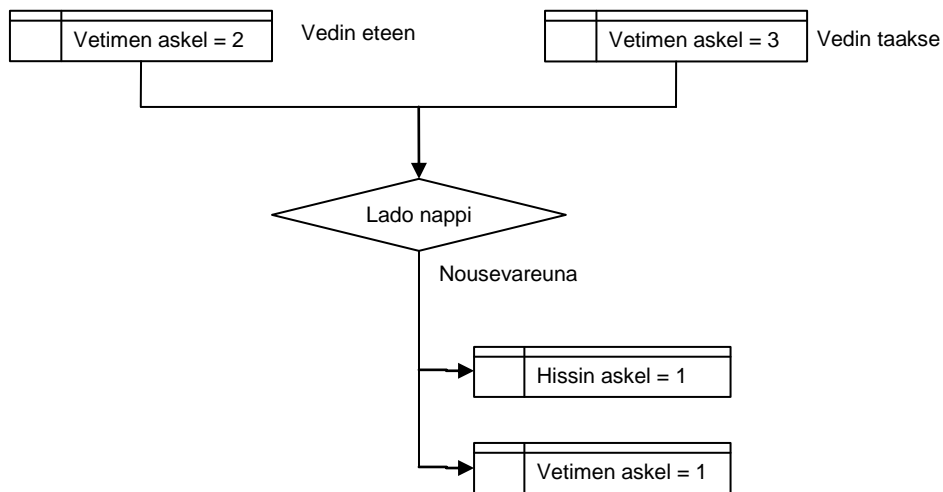 Vetimen askel = 2
Vedin eteen
Vetimen askel = 3
Vedin taakse
Lado nappi
Nousevareuna
Hissin askel = 1
Vetimen askel = 1